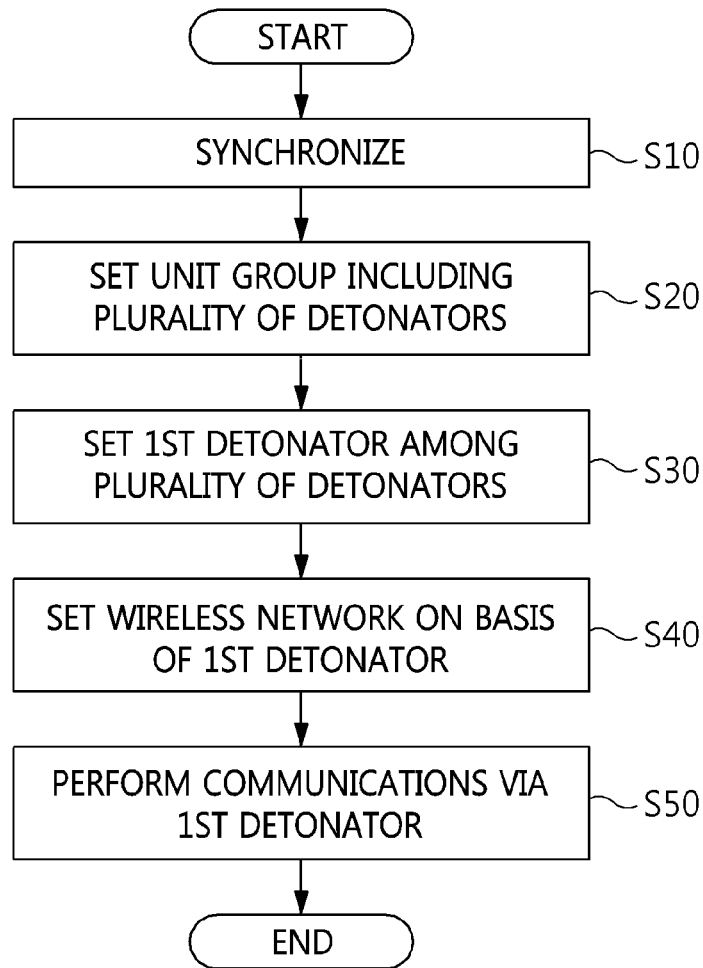 START
SYNCHRONIZE
S10
SET UNIT GROUP INCLUDING
PLURALITY OF DETONATORS
S20
SET 1ST DETONATOR AMONG
PLURALITY OF DETONATORS
S30
SET WIRELESS NETWORK ON BASIS
OF 1ST DETONATOR
S40
PERFORM COMMUNICATIONS VIA
1ST DETONATOR
S50
END